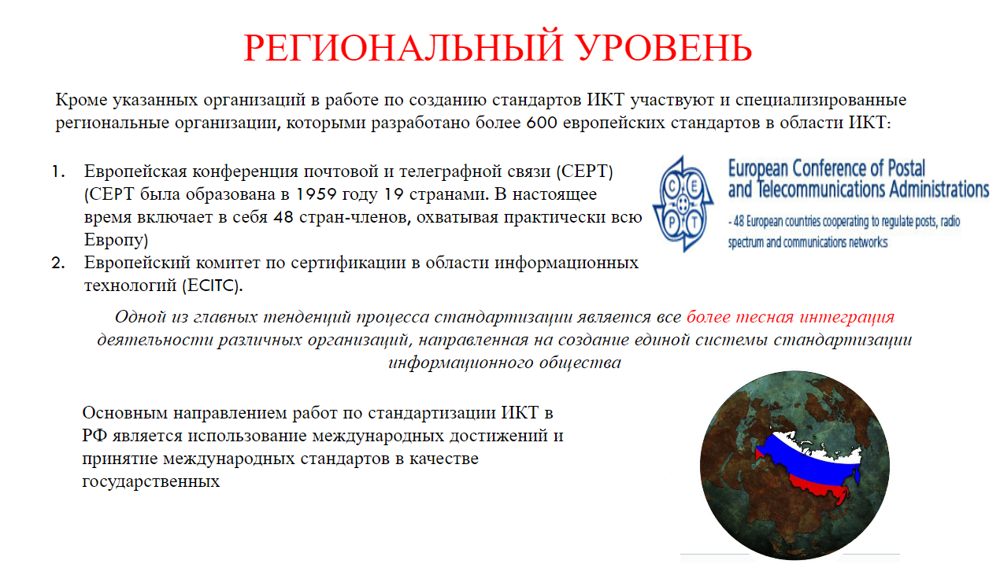 РЕГИОНАЛЬНЫЙ УРОВЕНЬ
Кроме указанных организаций в работе по созданию стандартов ИКТ участвуют и специализированные
региональные организации, которыми разработано более 600 европейских стандартов в области ИКТ:
1. Европейская конференция почтовой и телеграфной связи (CEPT)
(CEPT была образована в 1959 году 19 странами. В настоящее
время включает в себя 48 стран-членов, охватывая практически всю
Европу)
2. Европейский комитет по сертификации в области информационных
технологий (ECITC).
C E
P T
European Conference of Postal
and Telecommunications Administrations
- 48 European countries cooperating to regulate posts, radio
spectrum and communications networks
Одной из главных тенденций процесса стандартизации является все более тесная интеграция
деятельности различных организаций, направленная на создание единой системы стандартизации
информационного общества
Основным направлением работ по стандартизации ИКТ в
РФ является использование международных достижений и
принятие международных стандартов в качестве
государственных